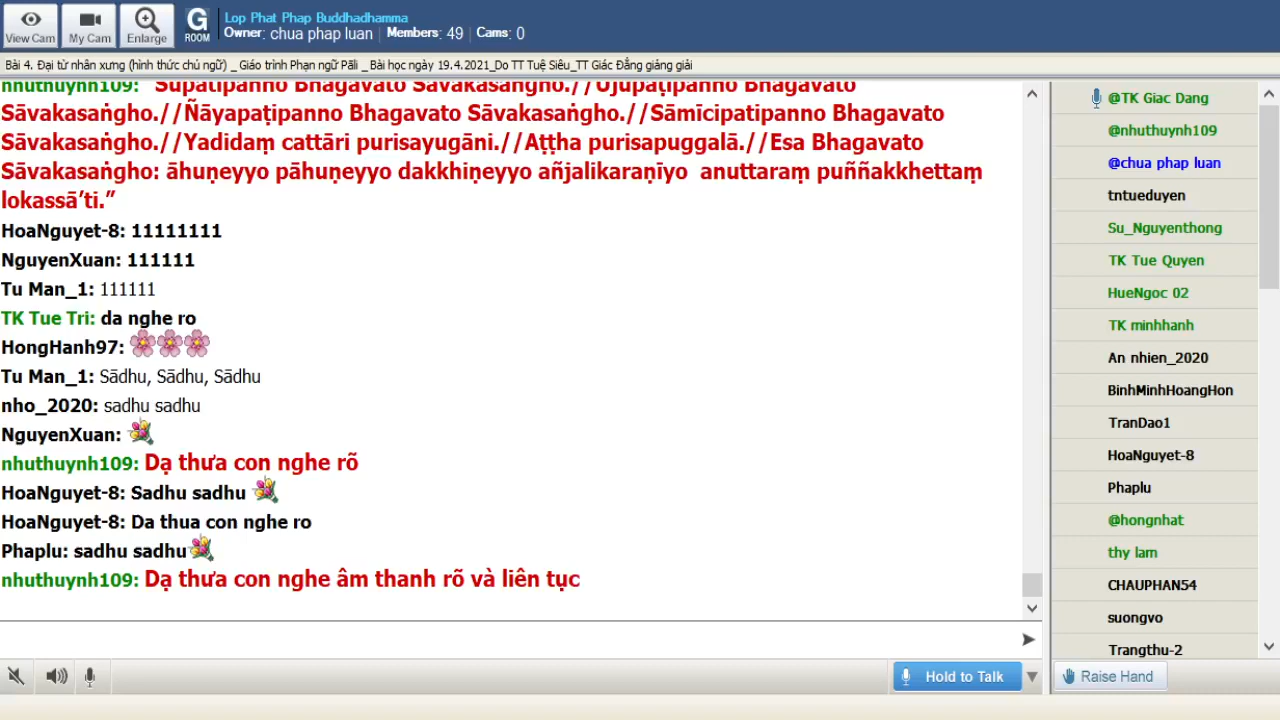 View Cam
My Cam
Enlarge
G
ROOM
Lop Phat Phap Buddhadhamma
Owner: chua phap luan | Members: 49 | Cams: 0
Bài 4. Đại từ nhân xưng (hình thức chủ ngữ) _ Giáo trình Phạn ngữ Pāli _ Bài học ngày 19.4.2021_Do TT Tuệ Siêu_TT Giác Đẳng giảng giải
nhuthuynh109: "Supaṭipanno Bhagavato Sāvakasaṅgho.//Ujupaṭipanno Bhagavato
Sāvakasaṅgho.//Ñāyapaṭipanno Bhagavato Sāvakasaṅgho.//Sāmīcipatipanno Bhagavato
Sāvakasaṅgho.//Yadidaṃ cattāri purisayugāni.//Aṭṭha purisapuggalā.//Esa Bhagavato
Sāvakasaṅgho: āhuṇeyyo pāhuṇeyyo dakkhiṇeyyo añjalikaraṇīyo anuttaraṃ puññakkhettaṃ
lokassā’ti.”
HoaNguyet-8: 11111111
NguyenXuan: 111111
Tu Man_1: 111111
TK Tue Tri: da nghe ro
HongHanh97:
Tu Man_1: Sādhu, Sādhu, Sādhu
nho_2020: sadhu sadhu
NguyenXuan:
nhuthuynh109: Dạ thưa con nghe rõ
HoaNguyet-8: Sadhu sadhu
HoaNguyet-8: Da thua con nghe ro
Phaplu: sadhu sadhu
nhuthuynh109: Dạ thưa con nghe âm thanh rõ và liên tục
@TK Giac Dang
@nhuthuynh109
@chua phap luan
tntueduyen
Su_Nguyenthong
TK Tue Quyen
HueNgoc 02
TK minhhanh
An nhien_2020
BinhMinhHoangHon
TranDao1
HoaNguyet-8
Phaplu
@hongnhat
thy lam
CHAUPHAN54
suongvo
Trangthu-2
Hold to Talk
Raise Hand